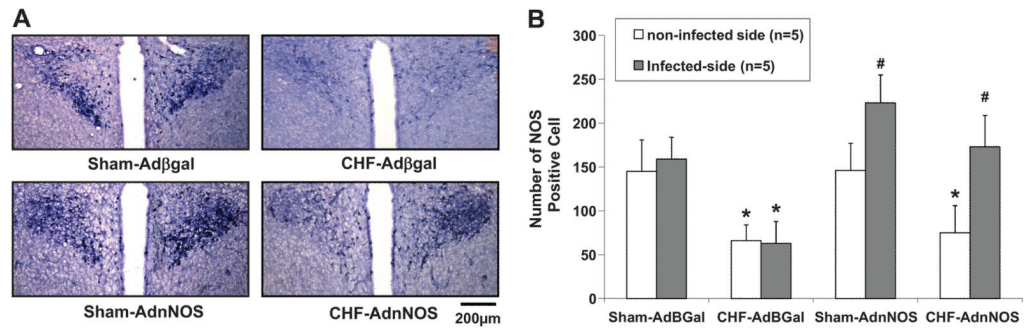 A
Sham-Adβgal
CHF-Adβgal
Sham-AdnNOS
CHF-AdnNOS
200μm
B
Number of NOS
Positive Cell
300
250
200
150
100
50
0
non-infected side (n=5)
Infected-side (n=5)
*
*
#
*
#
Sham-AdBGal
CHF-AdBGal
Sham-AdnNOS
CHF-AdnNOS